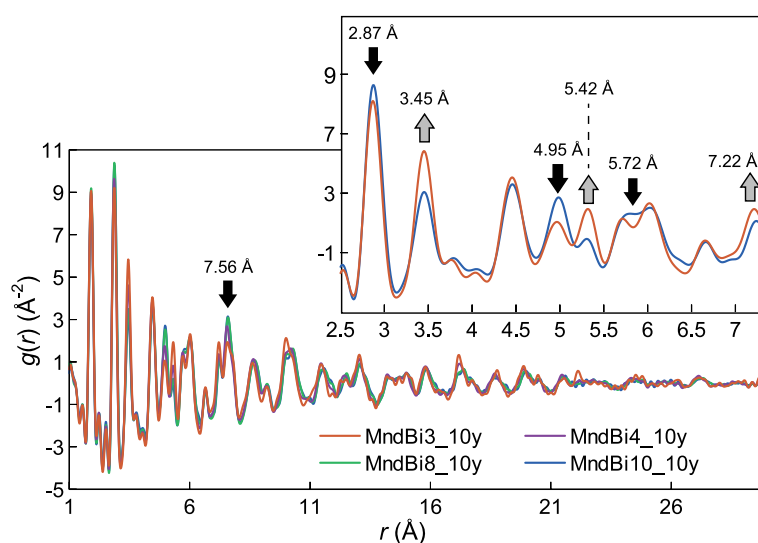 2.87 Å
3.45 Å
5.42 Å
4.95 Å
5.72 Å
7.22 Å
9
7
3
-1
2.5 3 3.5 4 4.5 5 5.5 6 6.5 7
7.56 Å
g(r) (Å-2)
11
9
7
5
3
1
-1
-3
-5
MndBi3_10y MndBi4_10y
MndBi8_10y MndBi10_10y
1 6 11 16 21 26
r (Å)